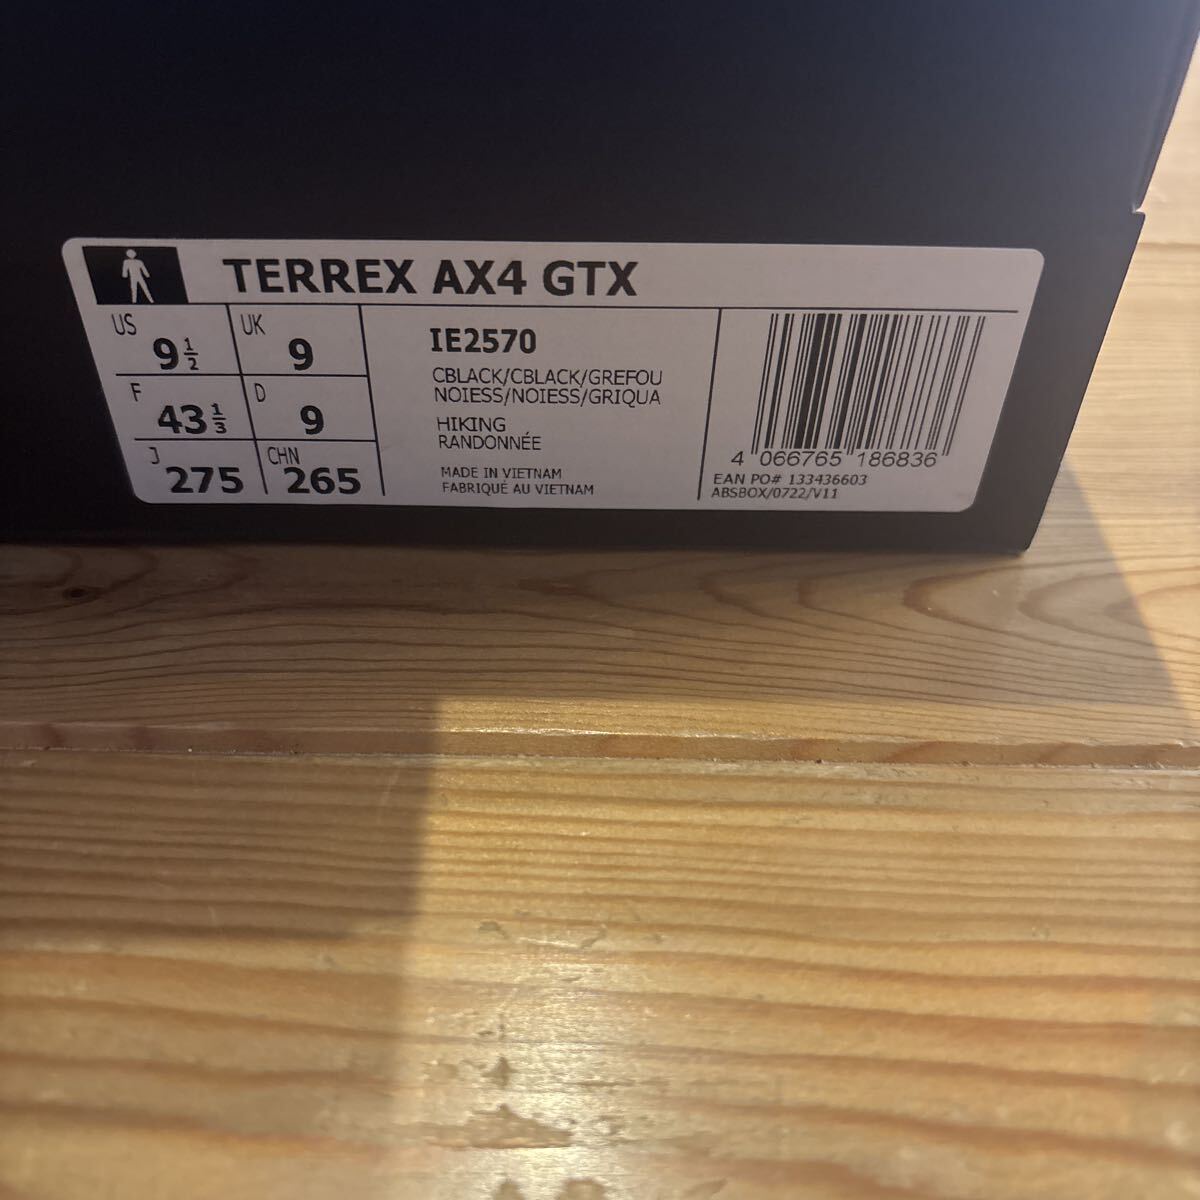 TERREX AX4 GTX
US 9 1/2 UK 9
F 43 1/3 D 9
J 275 CHN 265
IE2570
CBLACK/CBLACK/GREFOU
NOIESS/NOIESS/GRIQUA
HIKING
RANDONNÉE
MADE IN VIETNAM
FABRIQUÉ AU VIETNAM
4 066765 186836
EAN PO# 133436603
ABSBOX/0722/V11